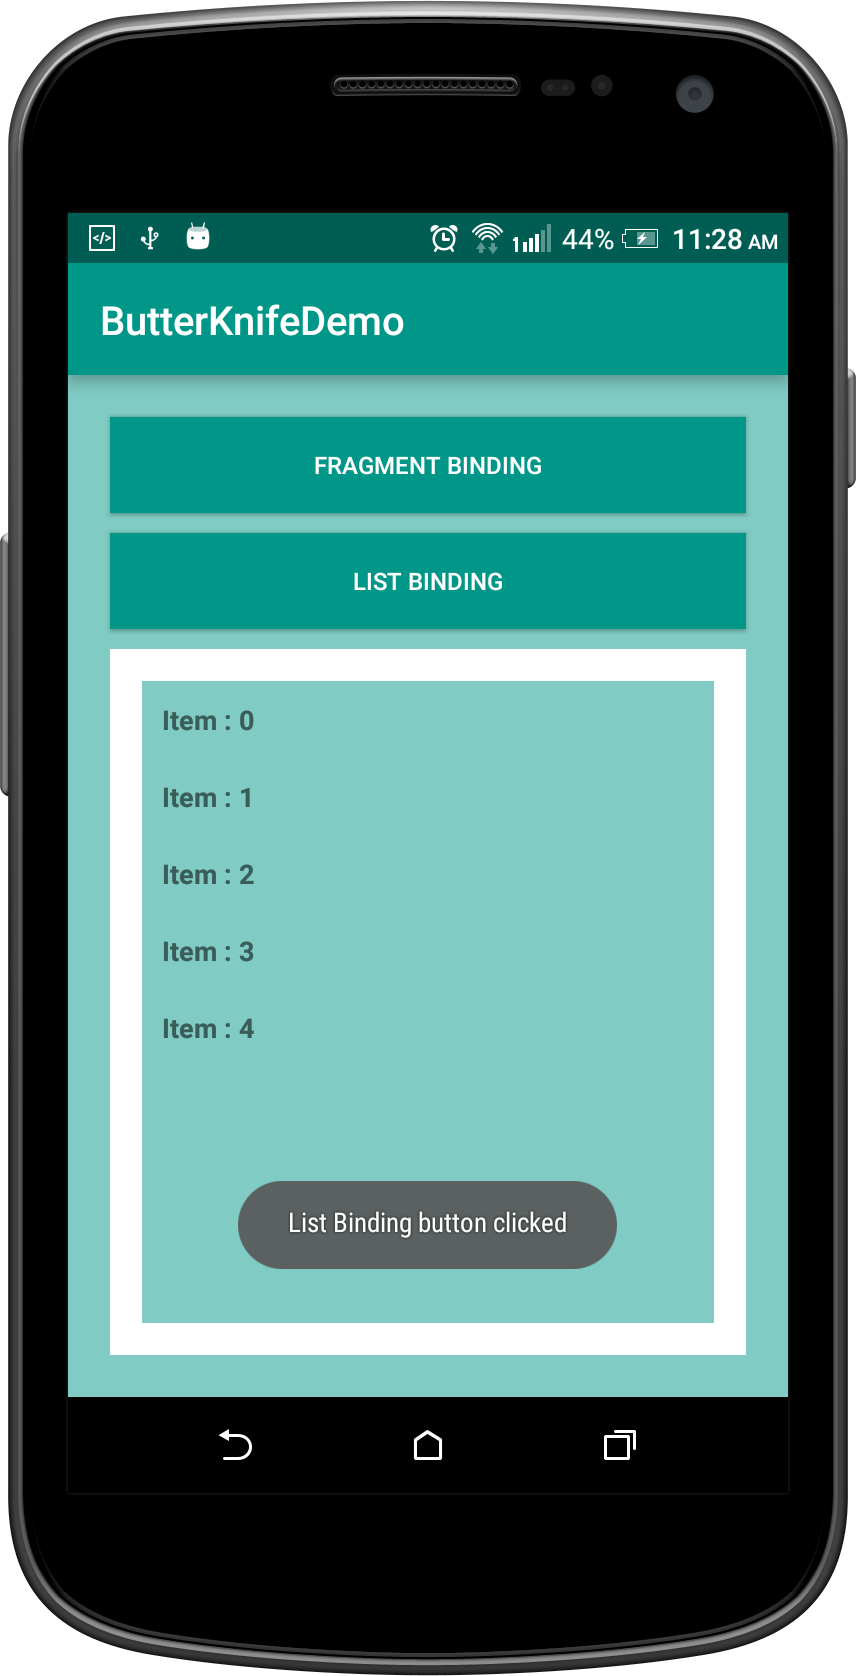 44% 11:28 AM
ButterKnifeDemo
FRAGMENT BINDING
LIST BINDING
Item : 0
Item : 1
Item : 2
Item : 3
Item : 4
List Binding button clicked